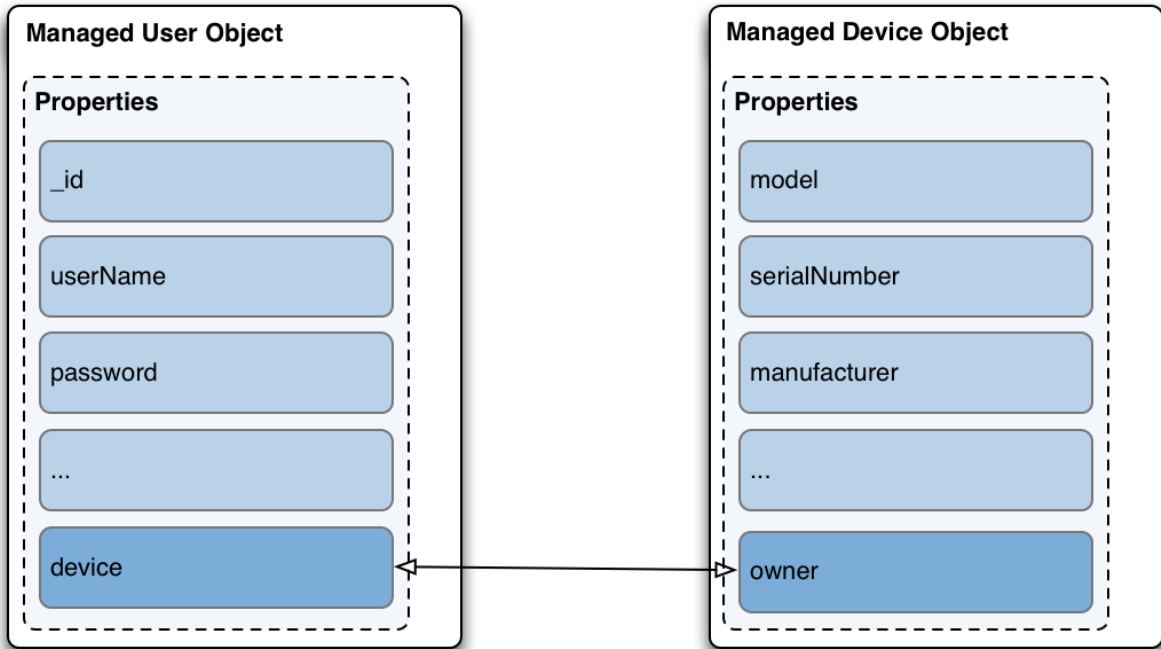 Managed User Object
Properties
_id
userName
password
...
device
Managed Device Object
Properties
model
serialNumber
manufacturer
...
owner